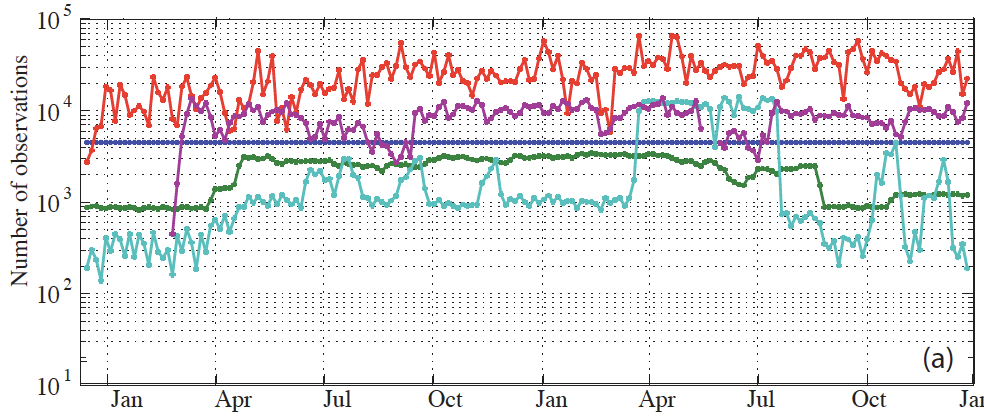 Number of observations
10^5
10^4
10^3
10^2
10^1
(a)
Jan Apr Jul Oct Jan Apr Jul Oct Jan